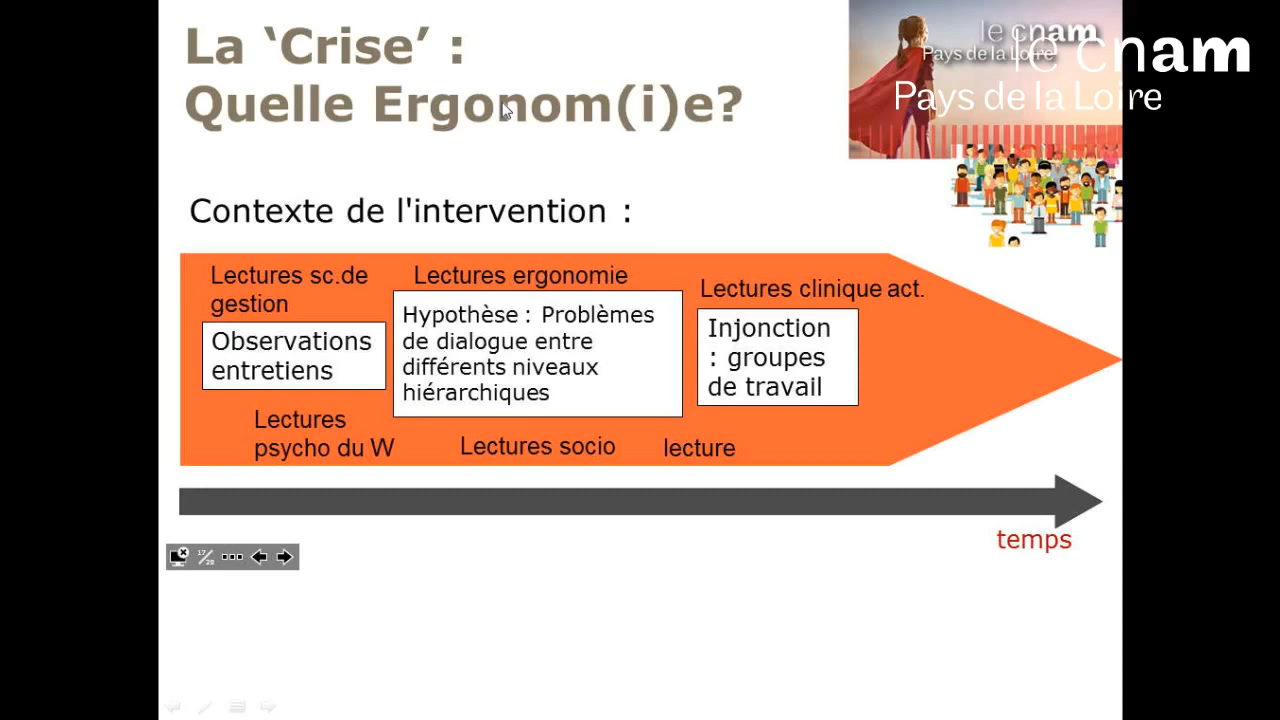 La ‘Crise’ :
Quelle Ergonom(i)e?
le cnam
Pays de la Loire
le cnam
Pays de la Loire
Contexte de l'intervention :
Lectures sc.de
gestion
Observations
entretiens
Lectures
psycho du W
Lectures ergonomie
Hypothèse : Problèmes
de dialogue entre
différents niveaux
hiérarchiques
Lectures socio
lecture
Lectures clinique act.
Injonction
: groupes
de travail
temps
17/28